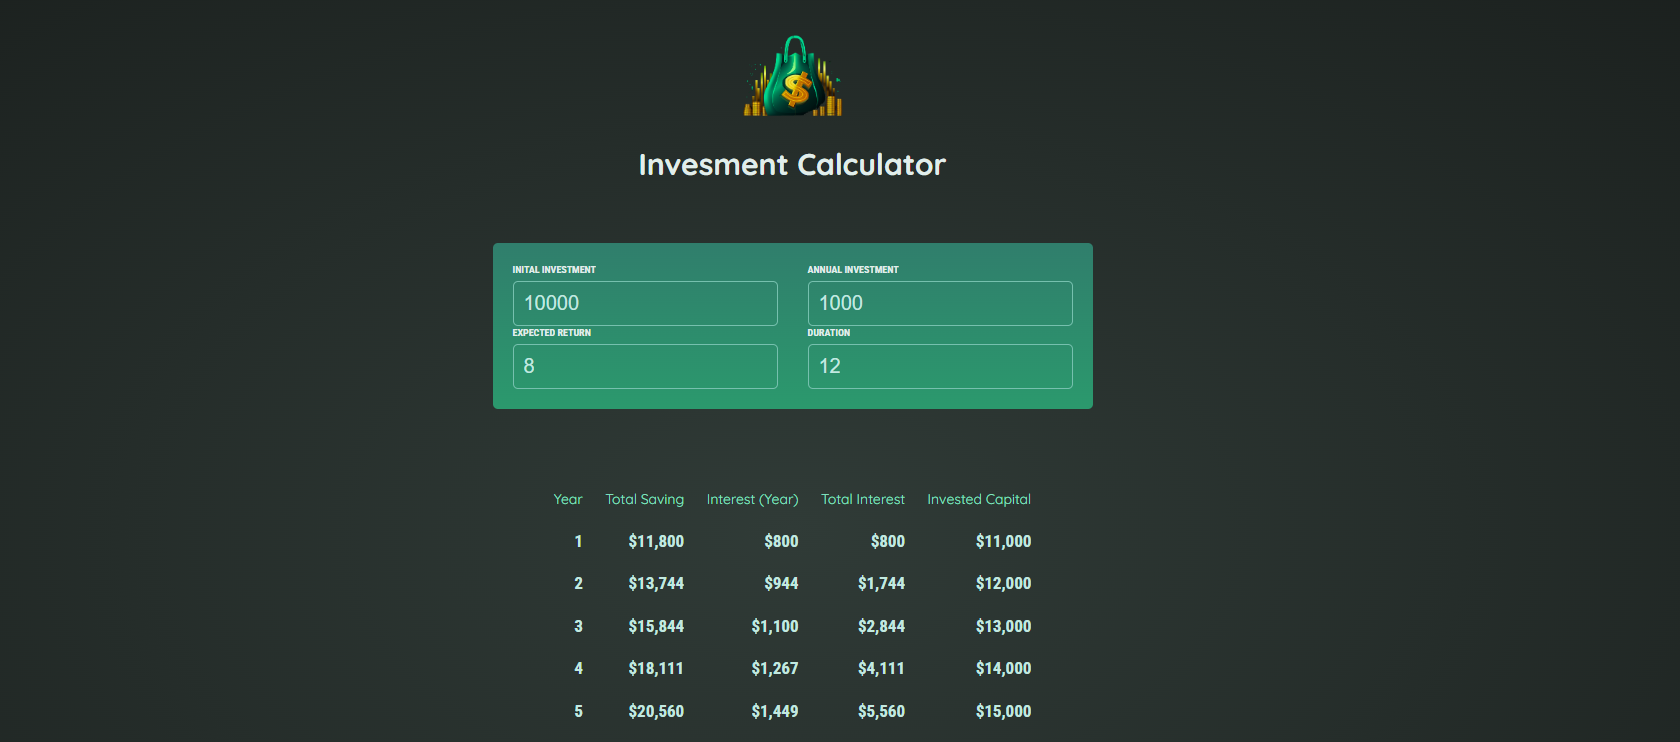 $
Invesment Calculator
INITAL INVESTMENT ANNUAL INVESTMENT
10000 1000
EXPECTED RETURN DURATION
8 12
Year Total Saving Interest (Year) Total Interest Invested Capital
1 $11,800 $800 $800 $11,000
2 $13,744 $944 $1,744 $12,000
3 $15,844 $1,100 $2,844 $13,000
4 $18,111 $1,267 $4,111 $14,000
5 $20,560 $1,449 $5,560 $15,000